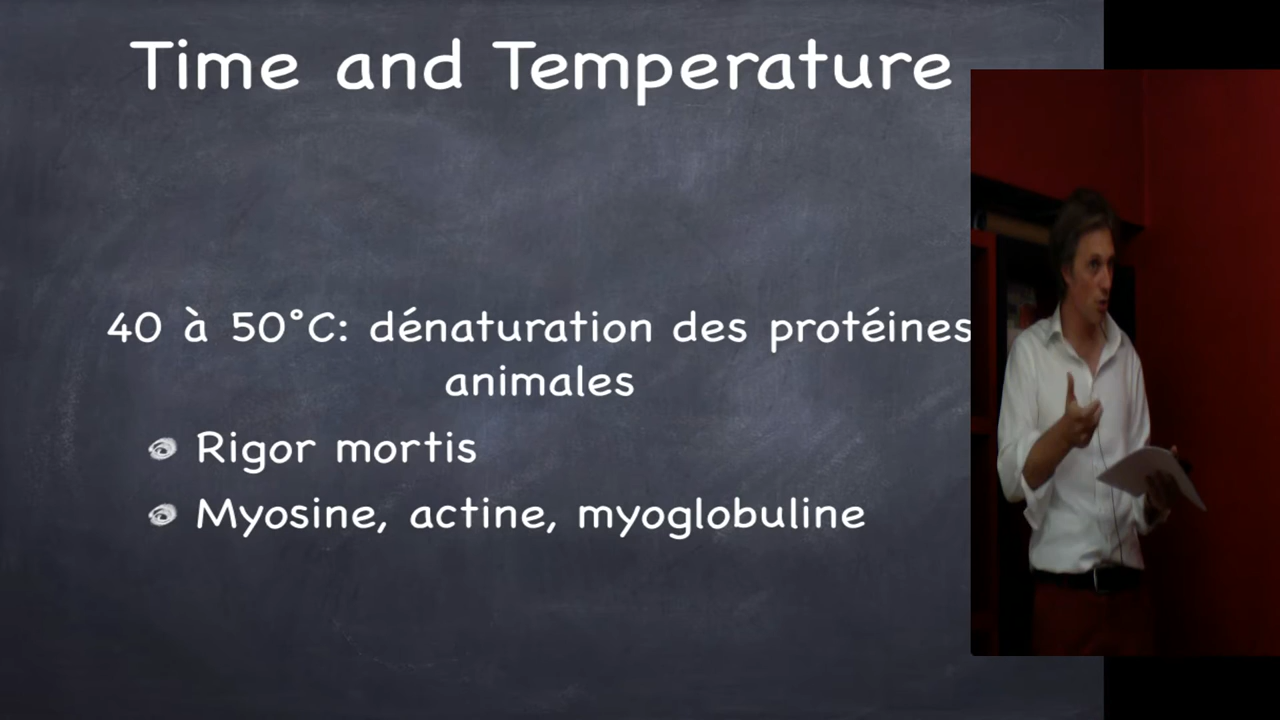 Time and Temperature
40 à 50°C: dénaturation des protéines
animales
Rigor mortis
Myosine, actine, myoglobuline